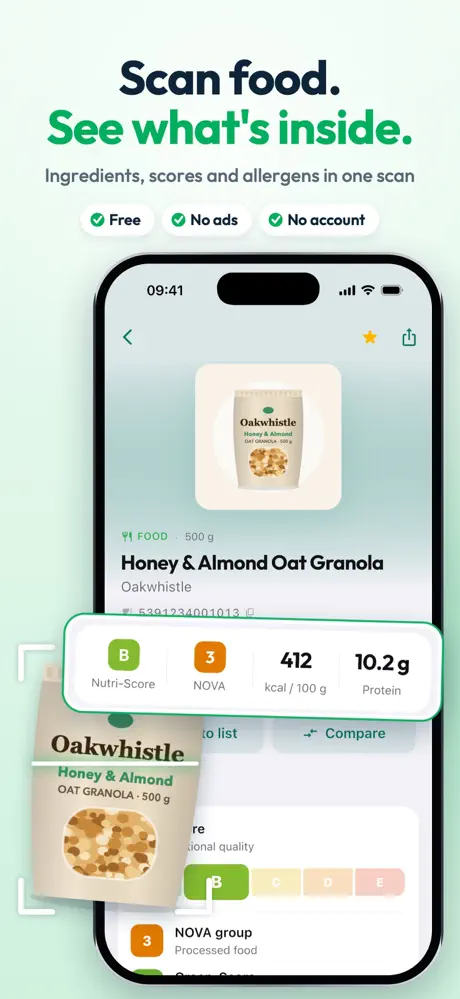 Scan food.
See what's inside.
Ingredients, scores and allergens in one scan
Free
No ads
No account
09:41
Oakwhistle
Honey & Almond
OAT GRANOLA · 500 g
FOOD · 500 g
Honey & Almond Oat Granola
Oakwhistle
5391234001013
B
Nutri-Score
3
NOVA
412
kcal / 100 g
10.2 g
Protein
to list
Compare
Oakwhistle
Honey & Almond
OAT GRANOLA · 500 g
B
C
D
E
3
NOVA group
Processed food